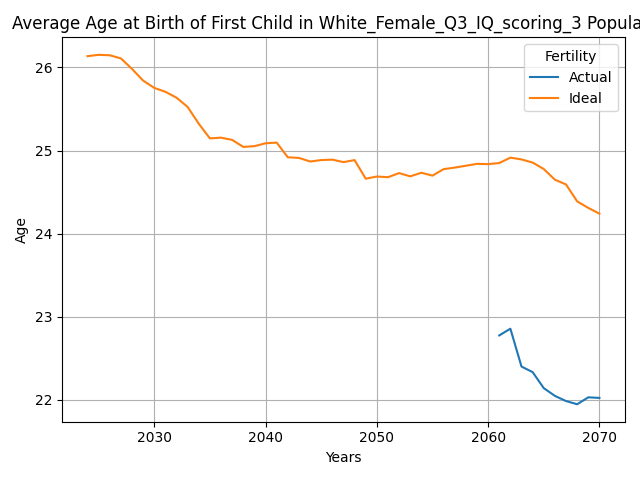 Average Age at Birth of First Child in White_Female_Q3_IQ_scoring_3 Popula
26
25
24
23
22
Age
2030
2040
2050
2060
2070
Years
Fertility
Actual
Ideal